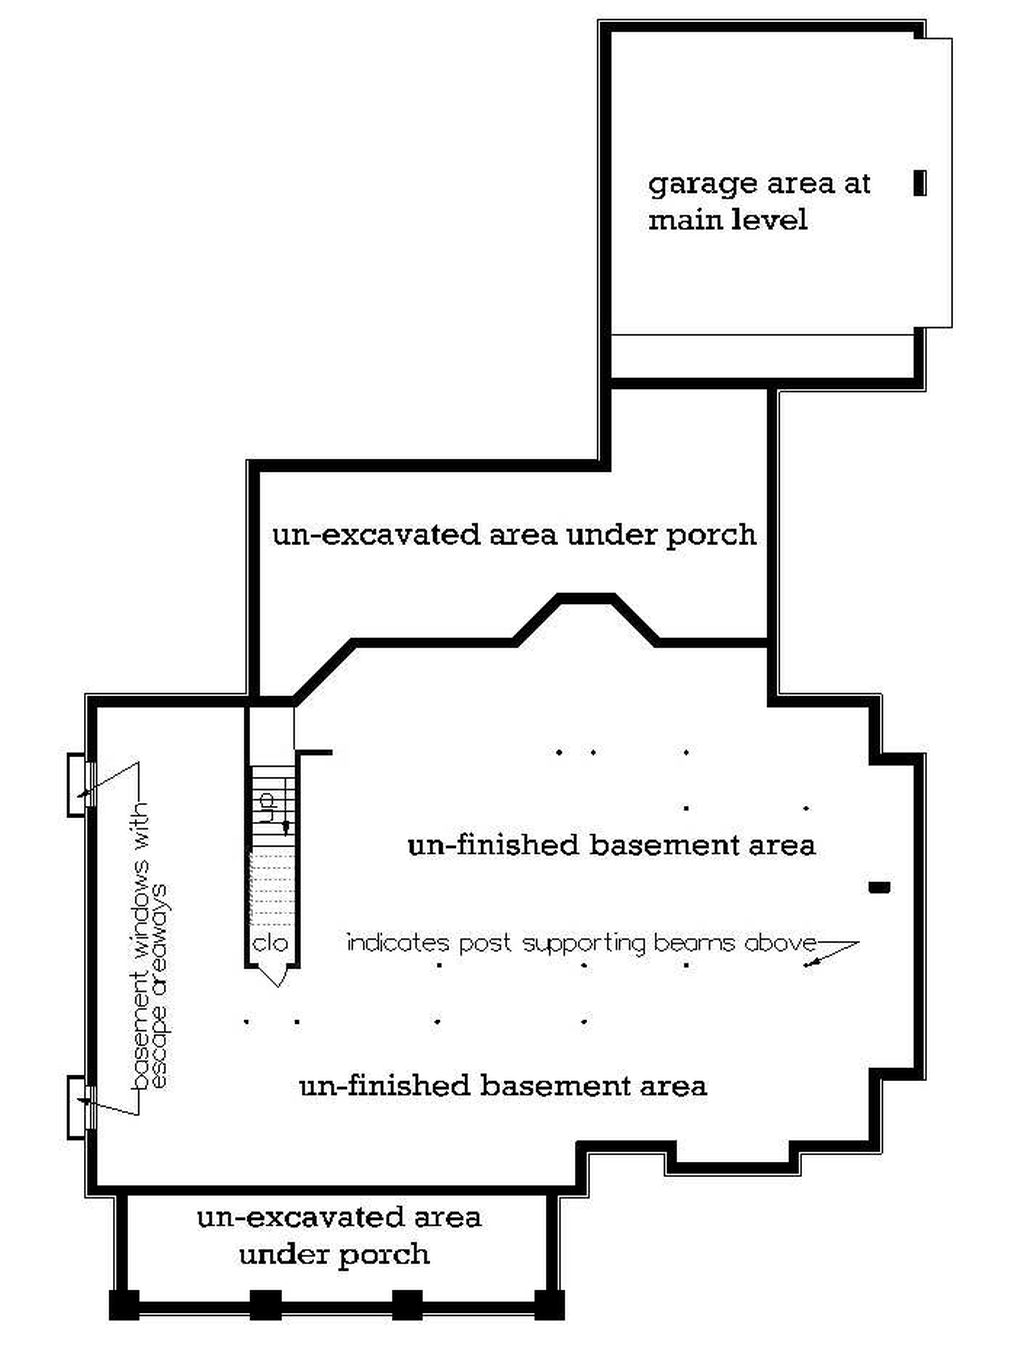 garage area at
main level
un-excavated area under porch
up
un-finished basement area
clo
indicates post supporting beams above
basement windows with
escape areaways
un-finished basement area
un-excavated area
under porch